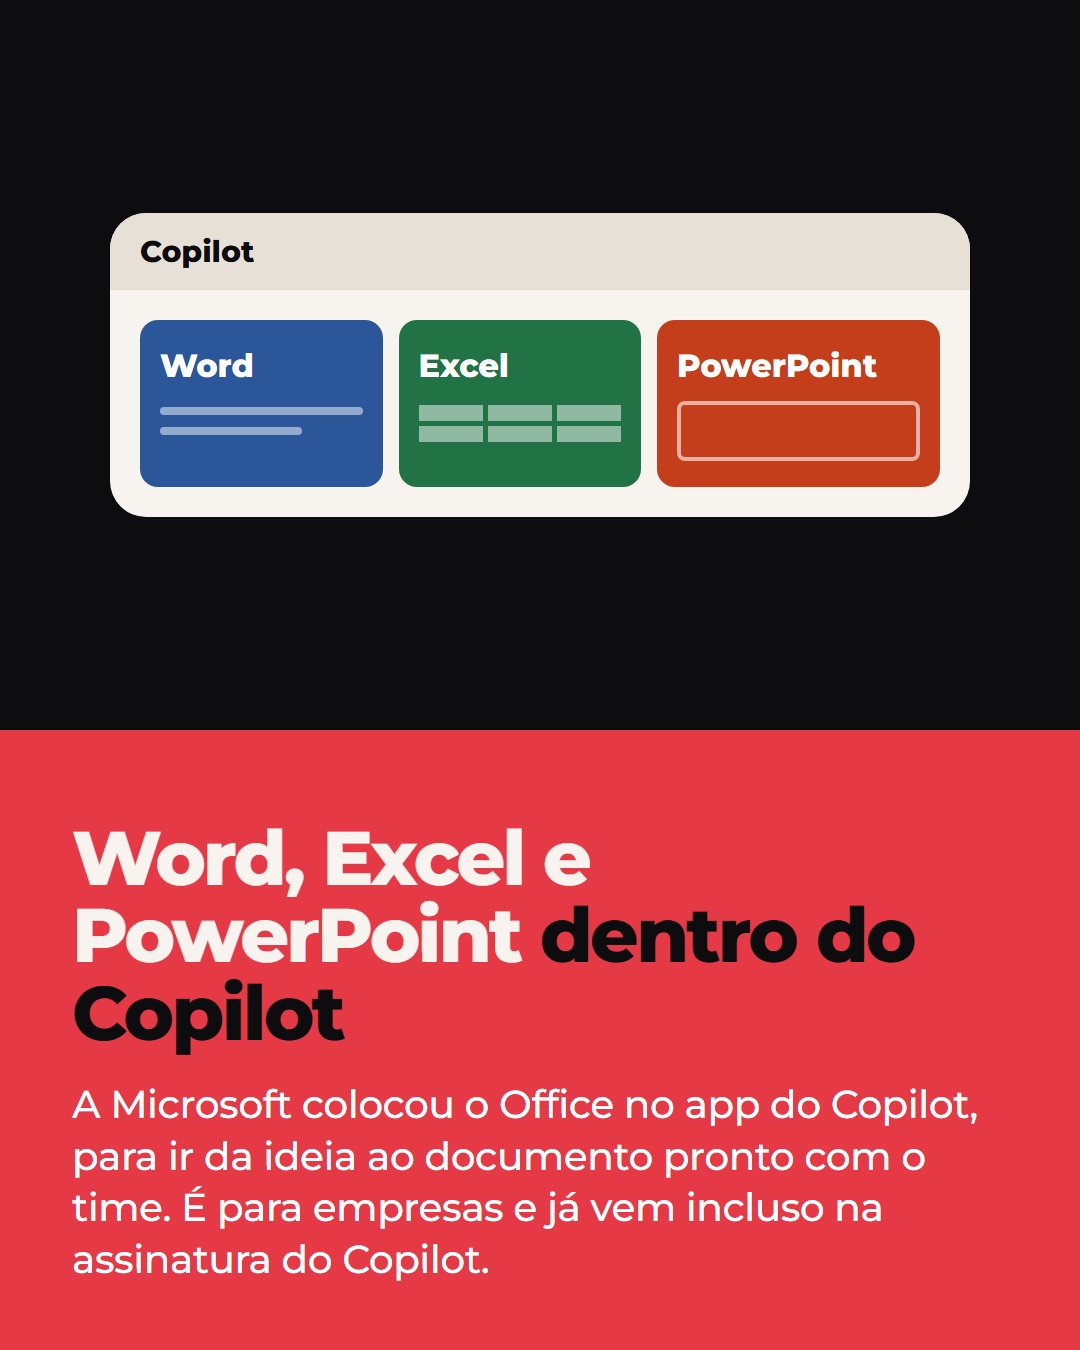 Copilot
Word
Excel
PowerPoint
Word, Excel e
PowerPoint dentro do
Copilot
A Microsoft colocou o Office no app do Copilot,
para ir da ideia ao documento pronto com o
time. É para empresas e já vem incluso na
assinatura do Copilot.